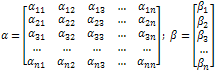 α = [α₁₁ α₁₂ α₁₃ … α₁ₙ; α₂₁ α₂₂ α₂₃ … α₂ₙ; α₃₁ α₃₂ α₃₃ … α₃ₙ; … … … … …; αₙ₁ αₙ₂ αₙ₃ … αₙₙ]; β = [β₁; β₂; β₃; …; βₙ]